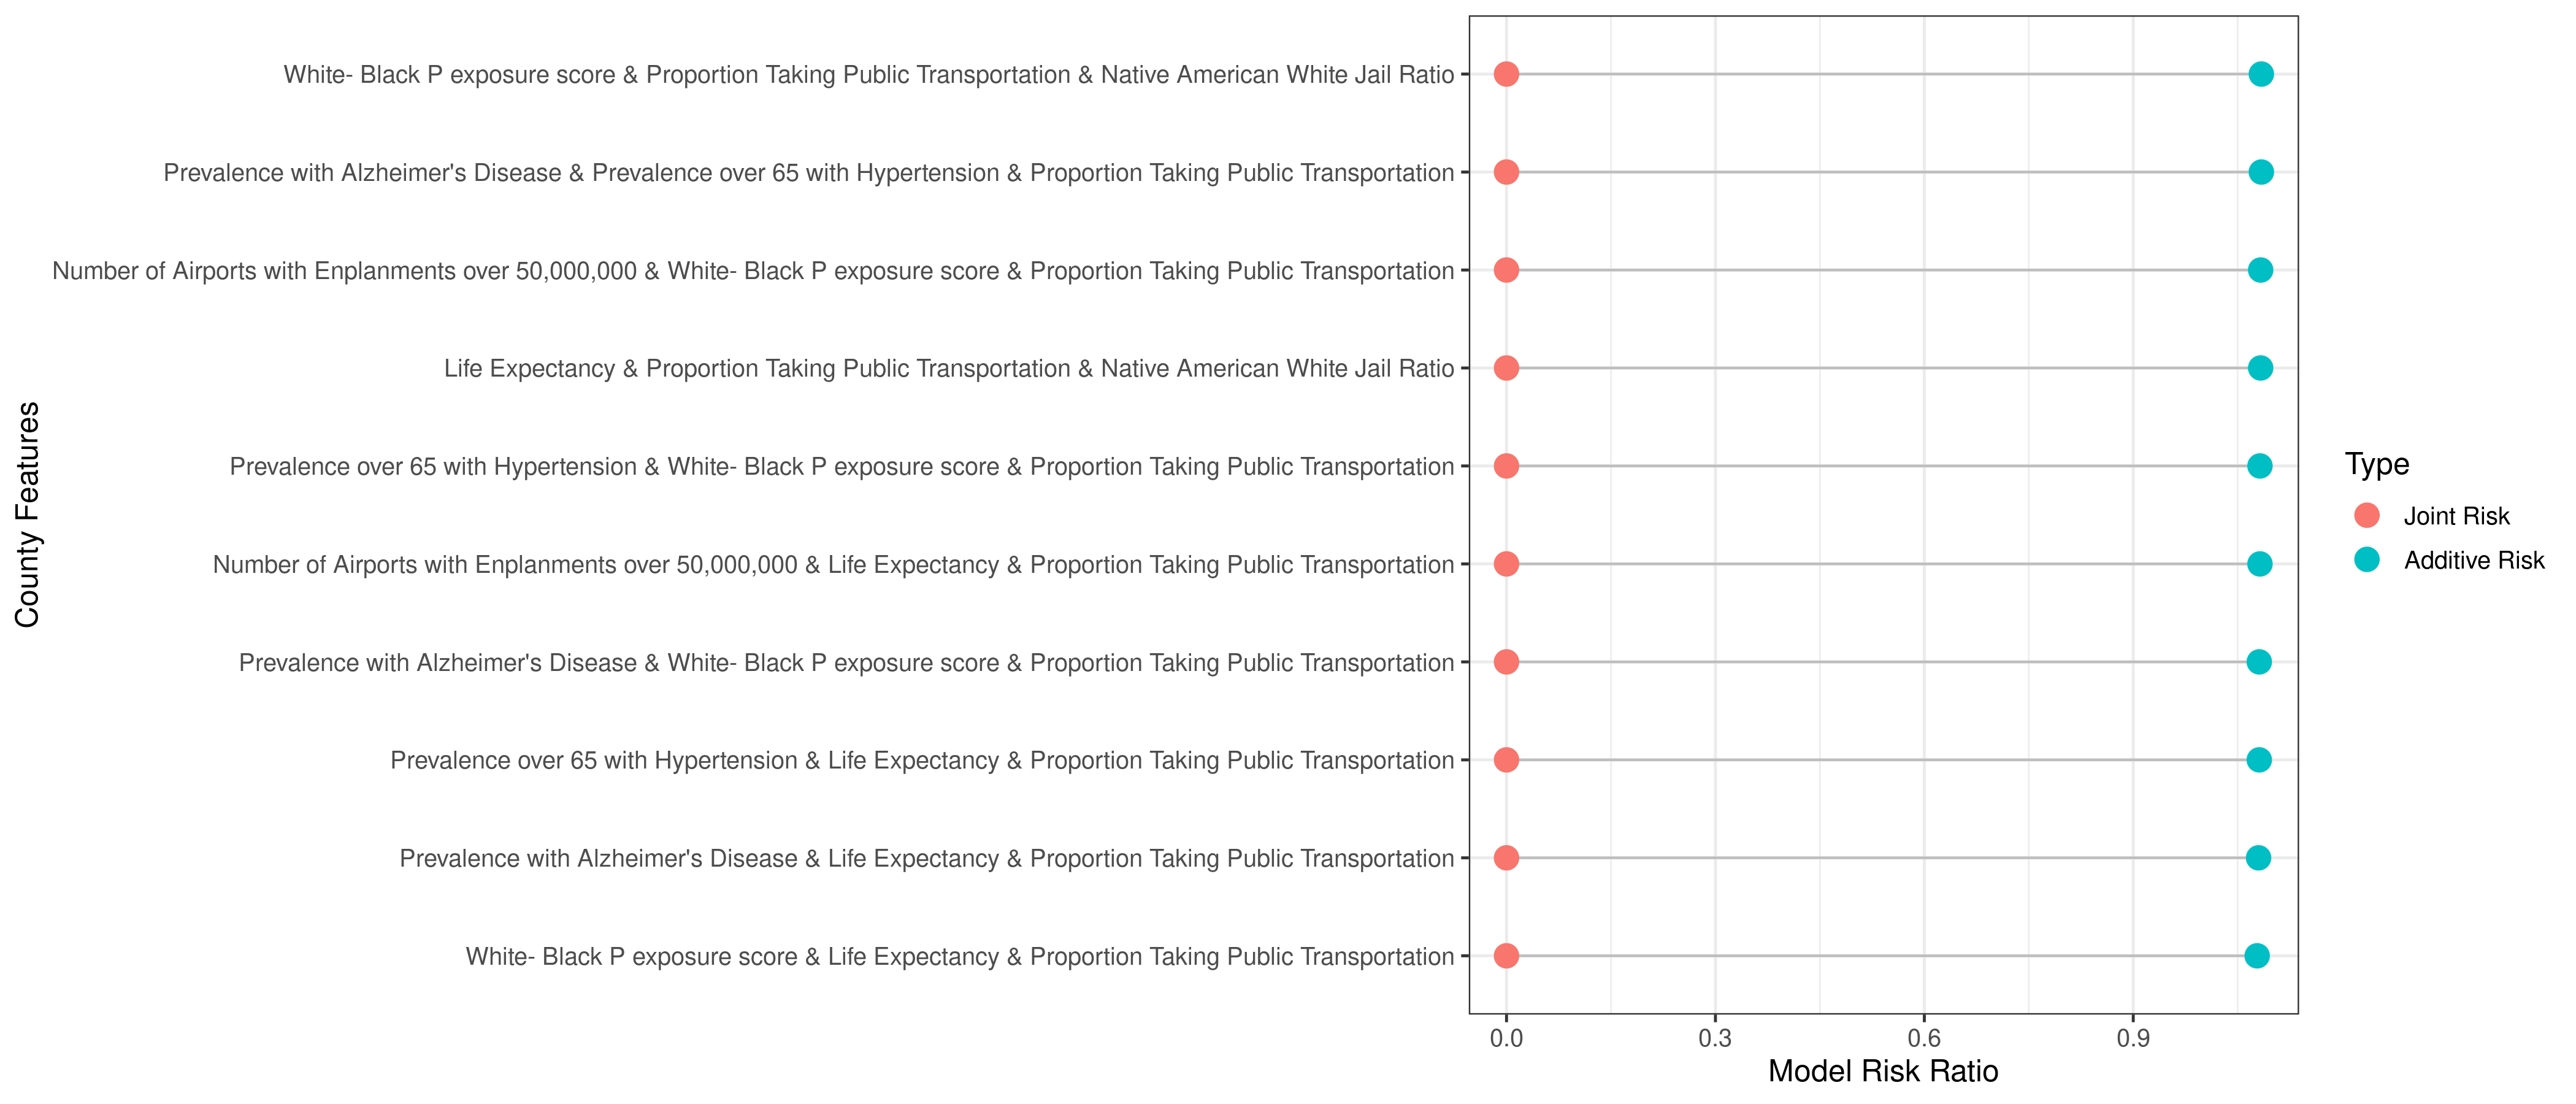 White- Black P exposure score & Proportion Taking Public Transportation & Native American White Jail Ratio
Prevalence with Alzheimer's Disease & Prevalence over 65 with Hypertension & Proportion Taking Public Transportation
Number of Airports with Enplanments over 50,000,000 & White- Black P exposure score & Proportion Taking Public Transportation
Life Expectancy & Proportion Taking Public Transportation & Native American White Jail Ratio
Prevalence over 65 with Hypertension & White- Black P exposure score & Proportion Taking Public Transportation
Number of Airports with Enplanments over 50,000,000 & Life Expectancy & Proportion Taking Public Transportation
Prevalence with Alzheimer's Disease & White- Black P exposure score & Proportion Taking Public Transportation
Prevalence over 65 with Hypertension & Life Expectancy & Proportion Taking Public Transportation
Prevalence with Alzheimer's Disease & Life Expectancy & Proportion Taking Public Transportation
White- Black P exposure score & Life Expectancy & Proportion Taking Public Transportation
County Features
0.0 0.3 0.6 0.9
Model Risk Ratio
Type
Joint Risk
Additive Risk